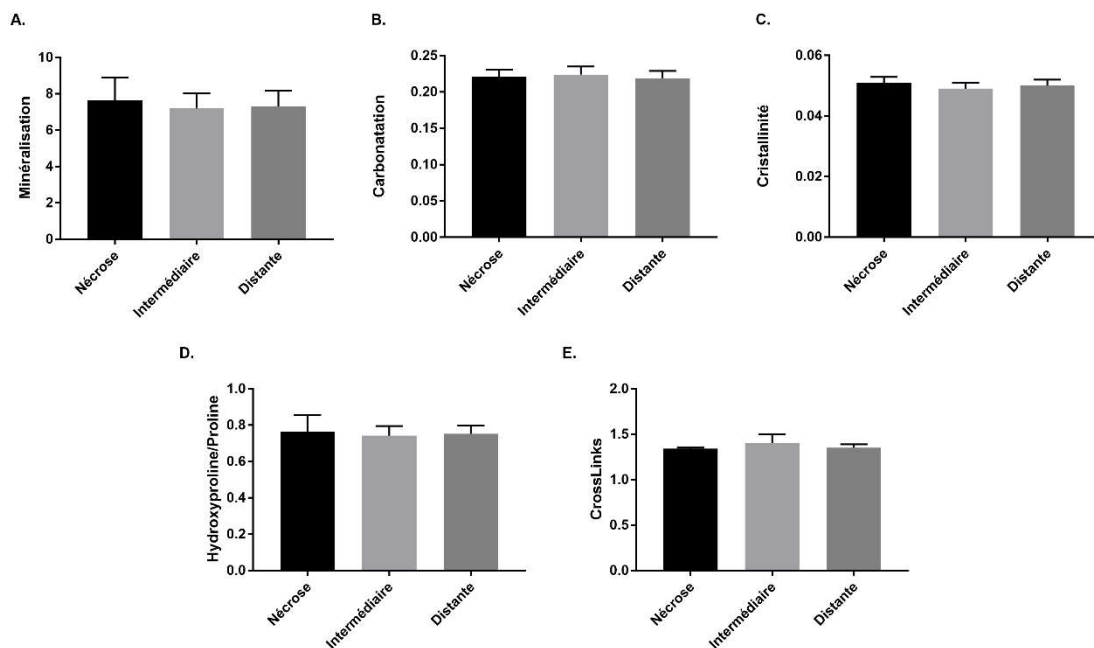 A.
Minéralisation
10
8
6
4
2
0
Nécrose
Intermédiaire
Distante
B.
Carbonatation
0.25
0.20
0.15
0.10
0.05
0.00
Nécrose
Intermédiaire
Distante
C.
Cristallinité
0.06
0.04
0.02
0.00
Nécrose
Intermédiaire
Distante
D.
Hydroxyproline/Proline
1.0
0.8
0.6
0.4
0.2
0.0
Nécrose
Intermédiaire
Distante
E.
CrossLinks
2.0
1.5
1.0
0.5
0.0
Nécrose
Intermédiaire
Distante